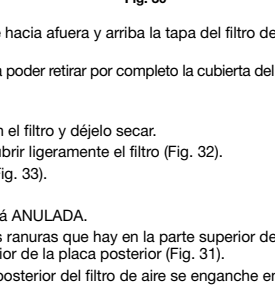 hacia afuera y arriba la tapa del filtro de
poder retirar por completo la cubierta del
el filtro y déjelo secar.
brir ligeramente el filtro (Fig. 32).
ig. 33).
á ANULADA.
ranuras que hay en la parte superior de
ior de la placa posterior (Fig. 31).
posterior del filtro de aire se enganche en